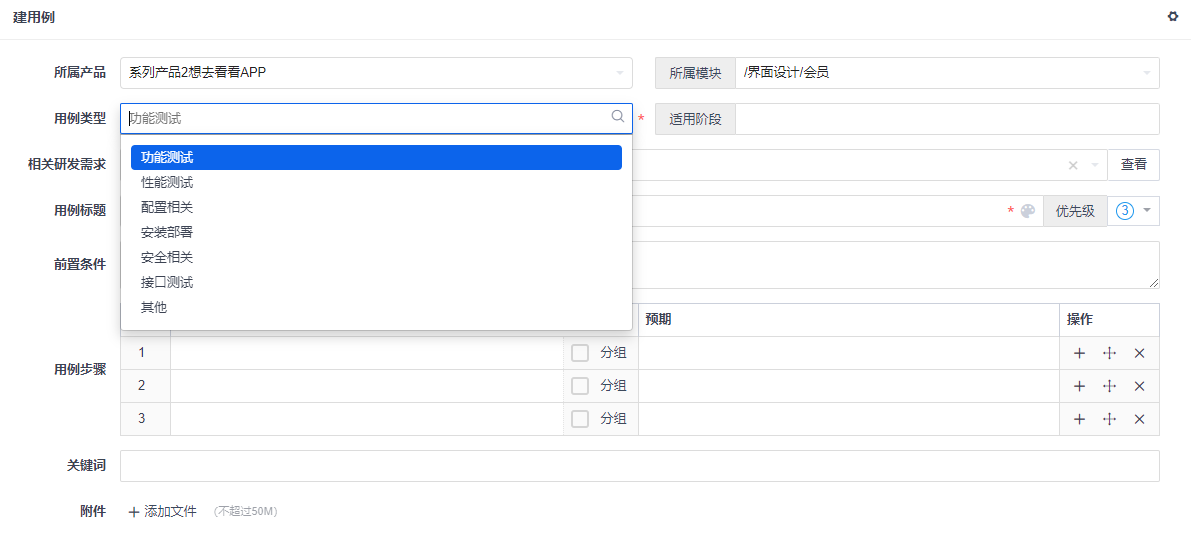 建用例
所属产品 系列产品2想去看看APP 所属模块 /界面设计/会员
用例类型 功能测试 * 适用阶段
功能测试
性能测试
配置相关
安装部署
安全相关
接口测试
其他
相关研发需求 查看
用例标题 * 优先级 3
前置条件
用例步骤
预期 操作
1 分组
2 分组
3 分组
关键词
附件 添加文件 (不超过50M)